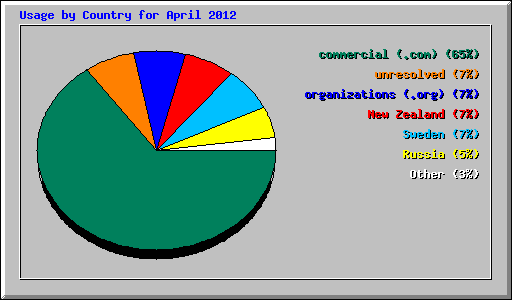 Usage by Country for April 2012
commercial (.com) (65%)
unresolved (7%)
organizations (.org) (7%)
New Zealand (7%)
Sweden (7%)
Russia (5%)
Other (3%)